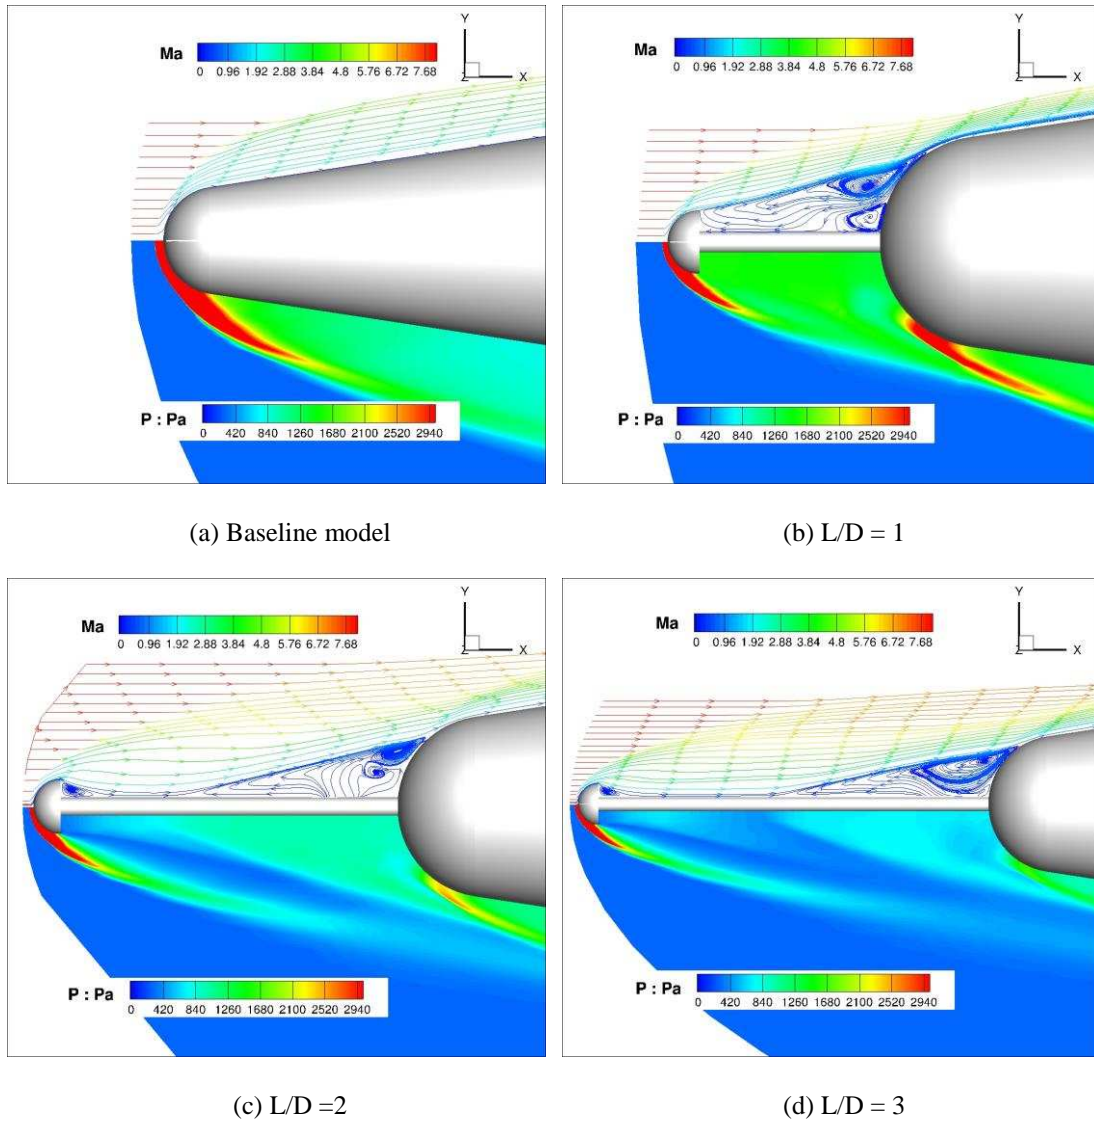 Y
Ma
0 0.96 1.92 2.88 3.84 4.8 5.76 6.72 7.68
Z X
P : Pa
0 420 840 1260 1680 2100 2520 2940
(a) Baseline model
Y
Ma
0 0.96 1.92 2.88 3.84 4.8 5.76 6.72 7.68
Z X
P : Pa
0 420 840 1260 1680 2100 2520 2940
(b) L/D = 1
Y
Ma
0 0.96 1.92 2.88 3.84 4.8 5.76 6.72 7.68
Z X
P : Pa
0 420 840 1260 1680 2100 2520 2940
(c) L/D =2
Y
Ma
0 0.96 1.92 2.88 3.84 4.8 5.76 6.72 7.68
Z X
P : Pa
0 420 840 1260 1680 2100 2520 2940
(d) L/D = 3